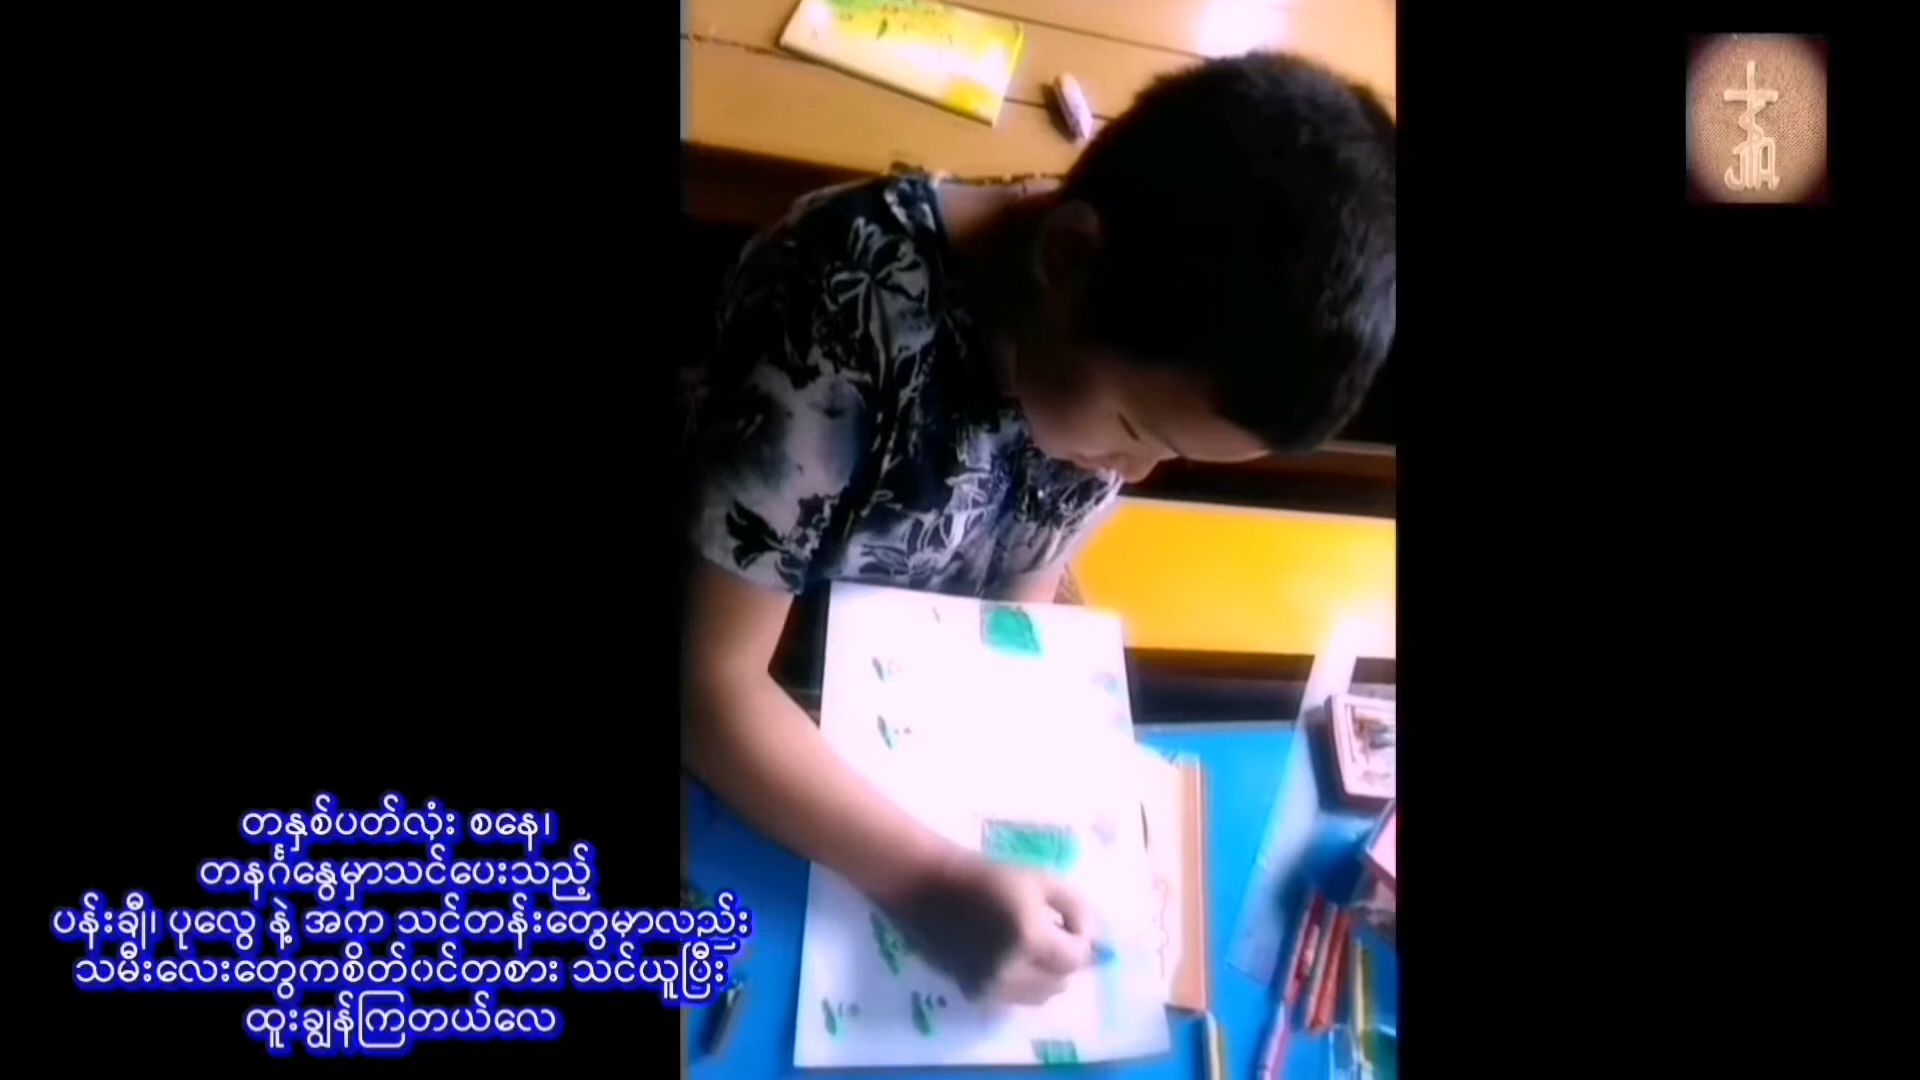 JA
တနှစ်ပတ်လုံး စနေ၊
တနင်္ဂနွေမှာသင်ပေးသည့်
ပန်းချီ၊ ပုလွေ နဲ့ အက သင်တန်းတွေမှာလည်း
သမီးလေးတွေကစိတ်ဝင်တစား သင်ယူပြီး
ထူးချွန်ကြတယ်လေ